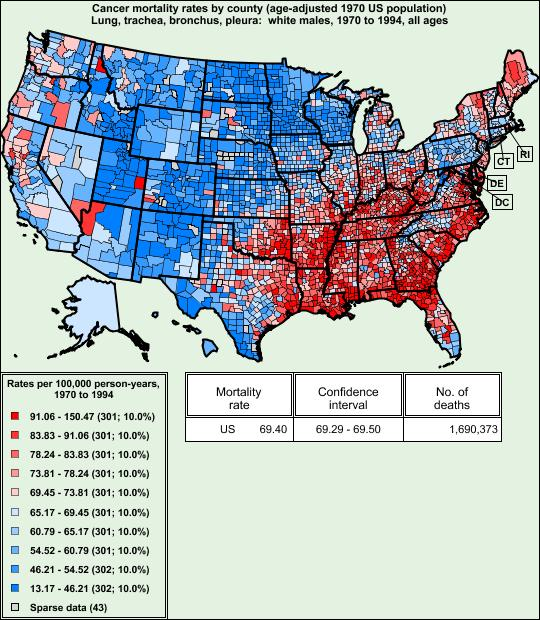 Cancer mortality rates by county (age-adjusted 1970 US population)
Lung, trachea, bronchus, pleura: white males, 1970 to 1994, all ages
RI
CT
DE
DC
Rates per 100,000 person-years,
1970 to 1994
91.06 - 150.47 (301; 10.0%)
83.83 - 91.06 (301; 10.0%)
78.24 - 83.83 (301; 10.0%)
73.81 - 78.24 (301; 10.0%)
69.45 - 73.81 (301; 10.0%)
65.17 - 69.45 (301; 10.0%)
60.79 - 65.17 (301; 10.0%)
54.52 - 60.79 (301; 10.0%)
46.21 - 54.52 (302; 10.0%)
13.17 - 46.21 (302; 10.0%)
Sparse data (43)
Mortality rate Confidence interval No. of deaths
US 69.40 69.29 - 69.50 1,690,373